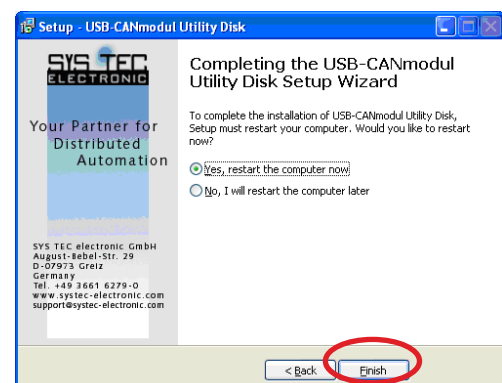 Setup - USB-CANmodul Utility Disk
SYS TEC
ELECTRONIC
Your Partner for
Distributed
Automation
SYS TEC electronic GmbH
August-Bebel-Str. 29
D-07973 Greiz
Germany
Tel. +49 3661 6279-0
www.systec-electronic.com
support@systec-electronic.com
Completing the USB-CANmodul
Utility Disk Setup Wizard
To complete the installation of USB-CANmodul Utility Disk,
Setup must restart your computer. Would you like to restart
now?
Yes, restart the computer now
No, I will restart the computer later
< Back
Finish